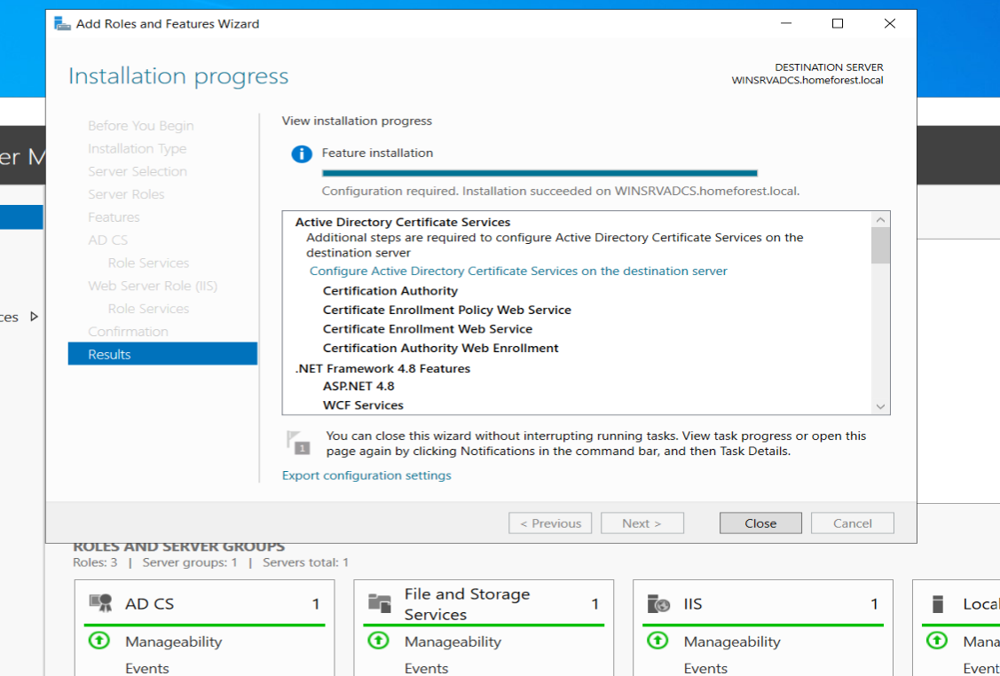 Add Roles and Features Wizard
Installation progress
DESTINATION SERVER
WINSRVADCS.homeforest.local
Before You Begin
Installation Type
Server Selection
Server Roles
Features
AD CS
Role Services
Web Server Role (IIS)
Role Services
Confirmation
Results
View installation progress
Feature installation
Configuration required. Installation succeeded on WINSRVADCS.homeforest.local.
Active Directory Certificate Services
Additional steps are required to configure Active Directory Certificate Services on the
destination server
Configure Active Directory Certificate Services on the destination server
Certification Authority
Certificate Enrollment Policy Web Service
Certificate Enrollment Web Service
Certification Authority Web Enrollment
.NET Framework 4.8 Features
ASP.NET 4.8
WCF Services
1
You can close this wizard without interrupting running tasks. View task progress or open this
page again by clicking Notifications in the command bar, and then Task Details.
Export configuration settings
< Previous
Next >
Close
Cancel
er M
ces
ROLES AND SERVER GROUPS
Roles: 3 | Server groups: 1 | Servers total: 1
AD CS 1
Manageability
Events
File and Storage
Services 1
Manageability
Events
IIS 1
Manageability
Events
Local
Mana
Event